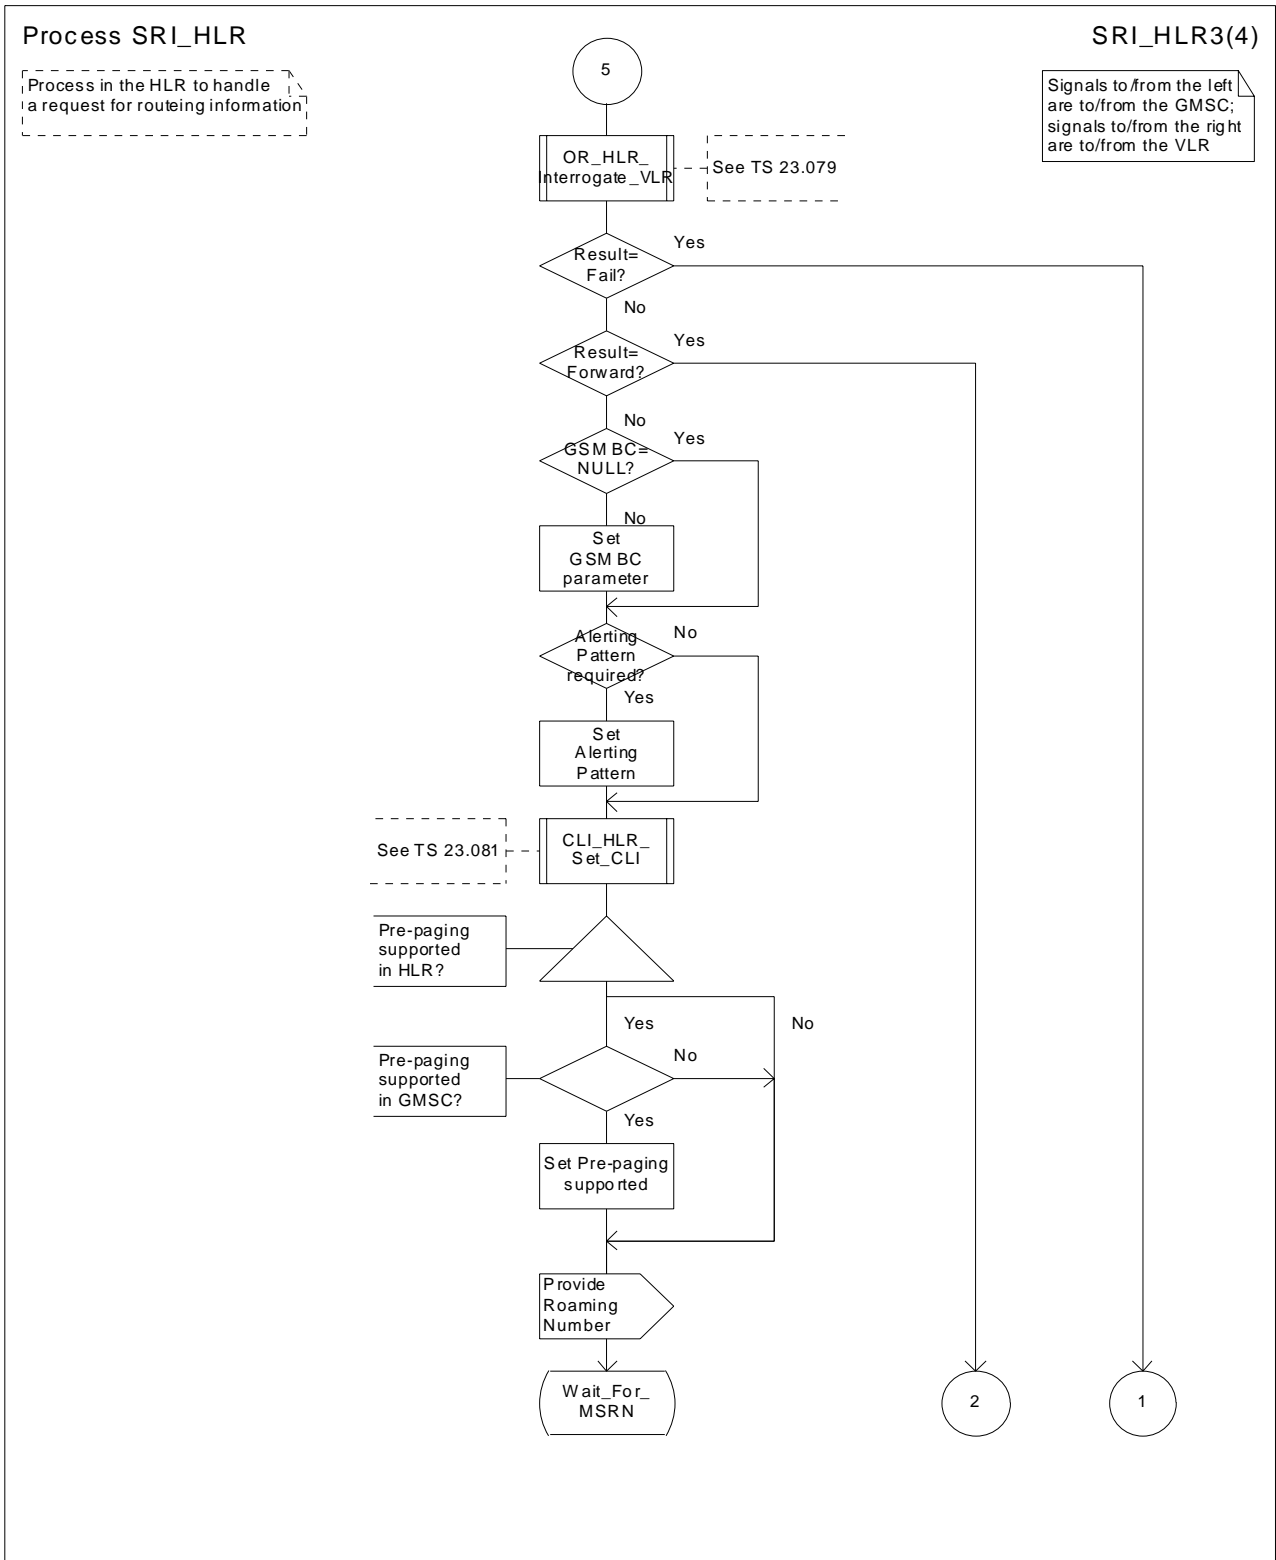 Process SRI_HLR
SRI_HLR3(4)
Process in the HLR to handle
a request for routeing information
Signals to/from the left
are to/from the GMSC;
signals to/from the right
are to/from the VLR
5
OR_HLR_
Interrogate_VLR
See TS 23.079
Result=
Fail?
Yes
No
Result=
Forward?
Yes
No
GSM BC=
NULL?
Yes
No
Set
GSM BC
parameter
Alerting
Pattern
required?
No
Yes
Set
Alerting
Pattern
See TS 23.081
CLI_HLR_
Set_CLI
Pre-paging
supported
in HLR?
Yes
No
Pre-paging
supported
in GMSC?
No
Yes
Set Pre-paging
supported
Provide
Roaming
Number
Wait_For_
MSRN
2
1